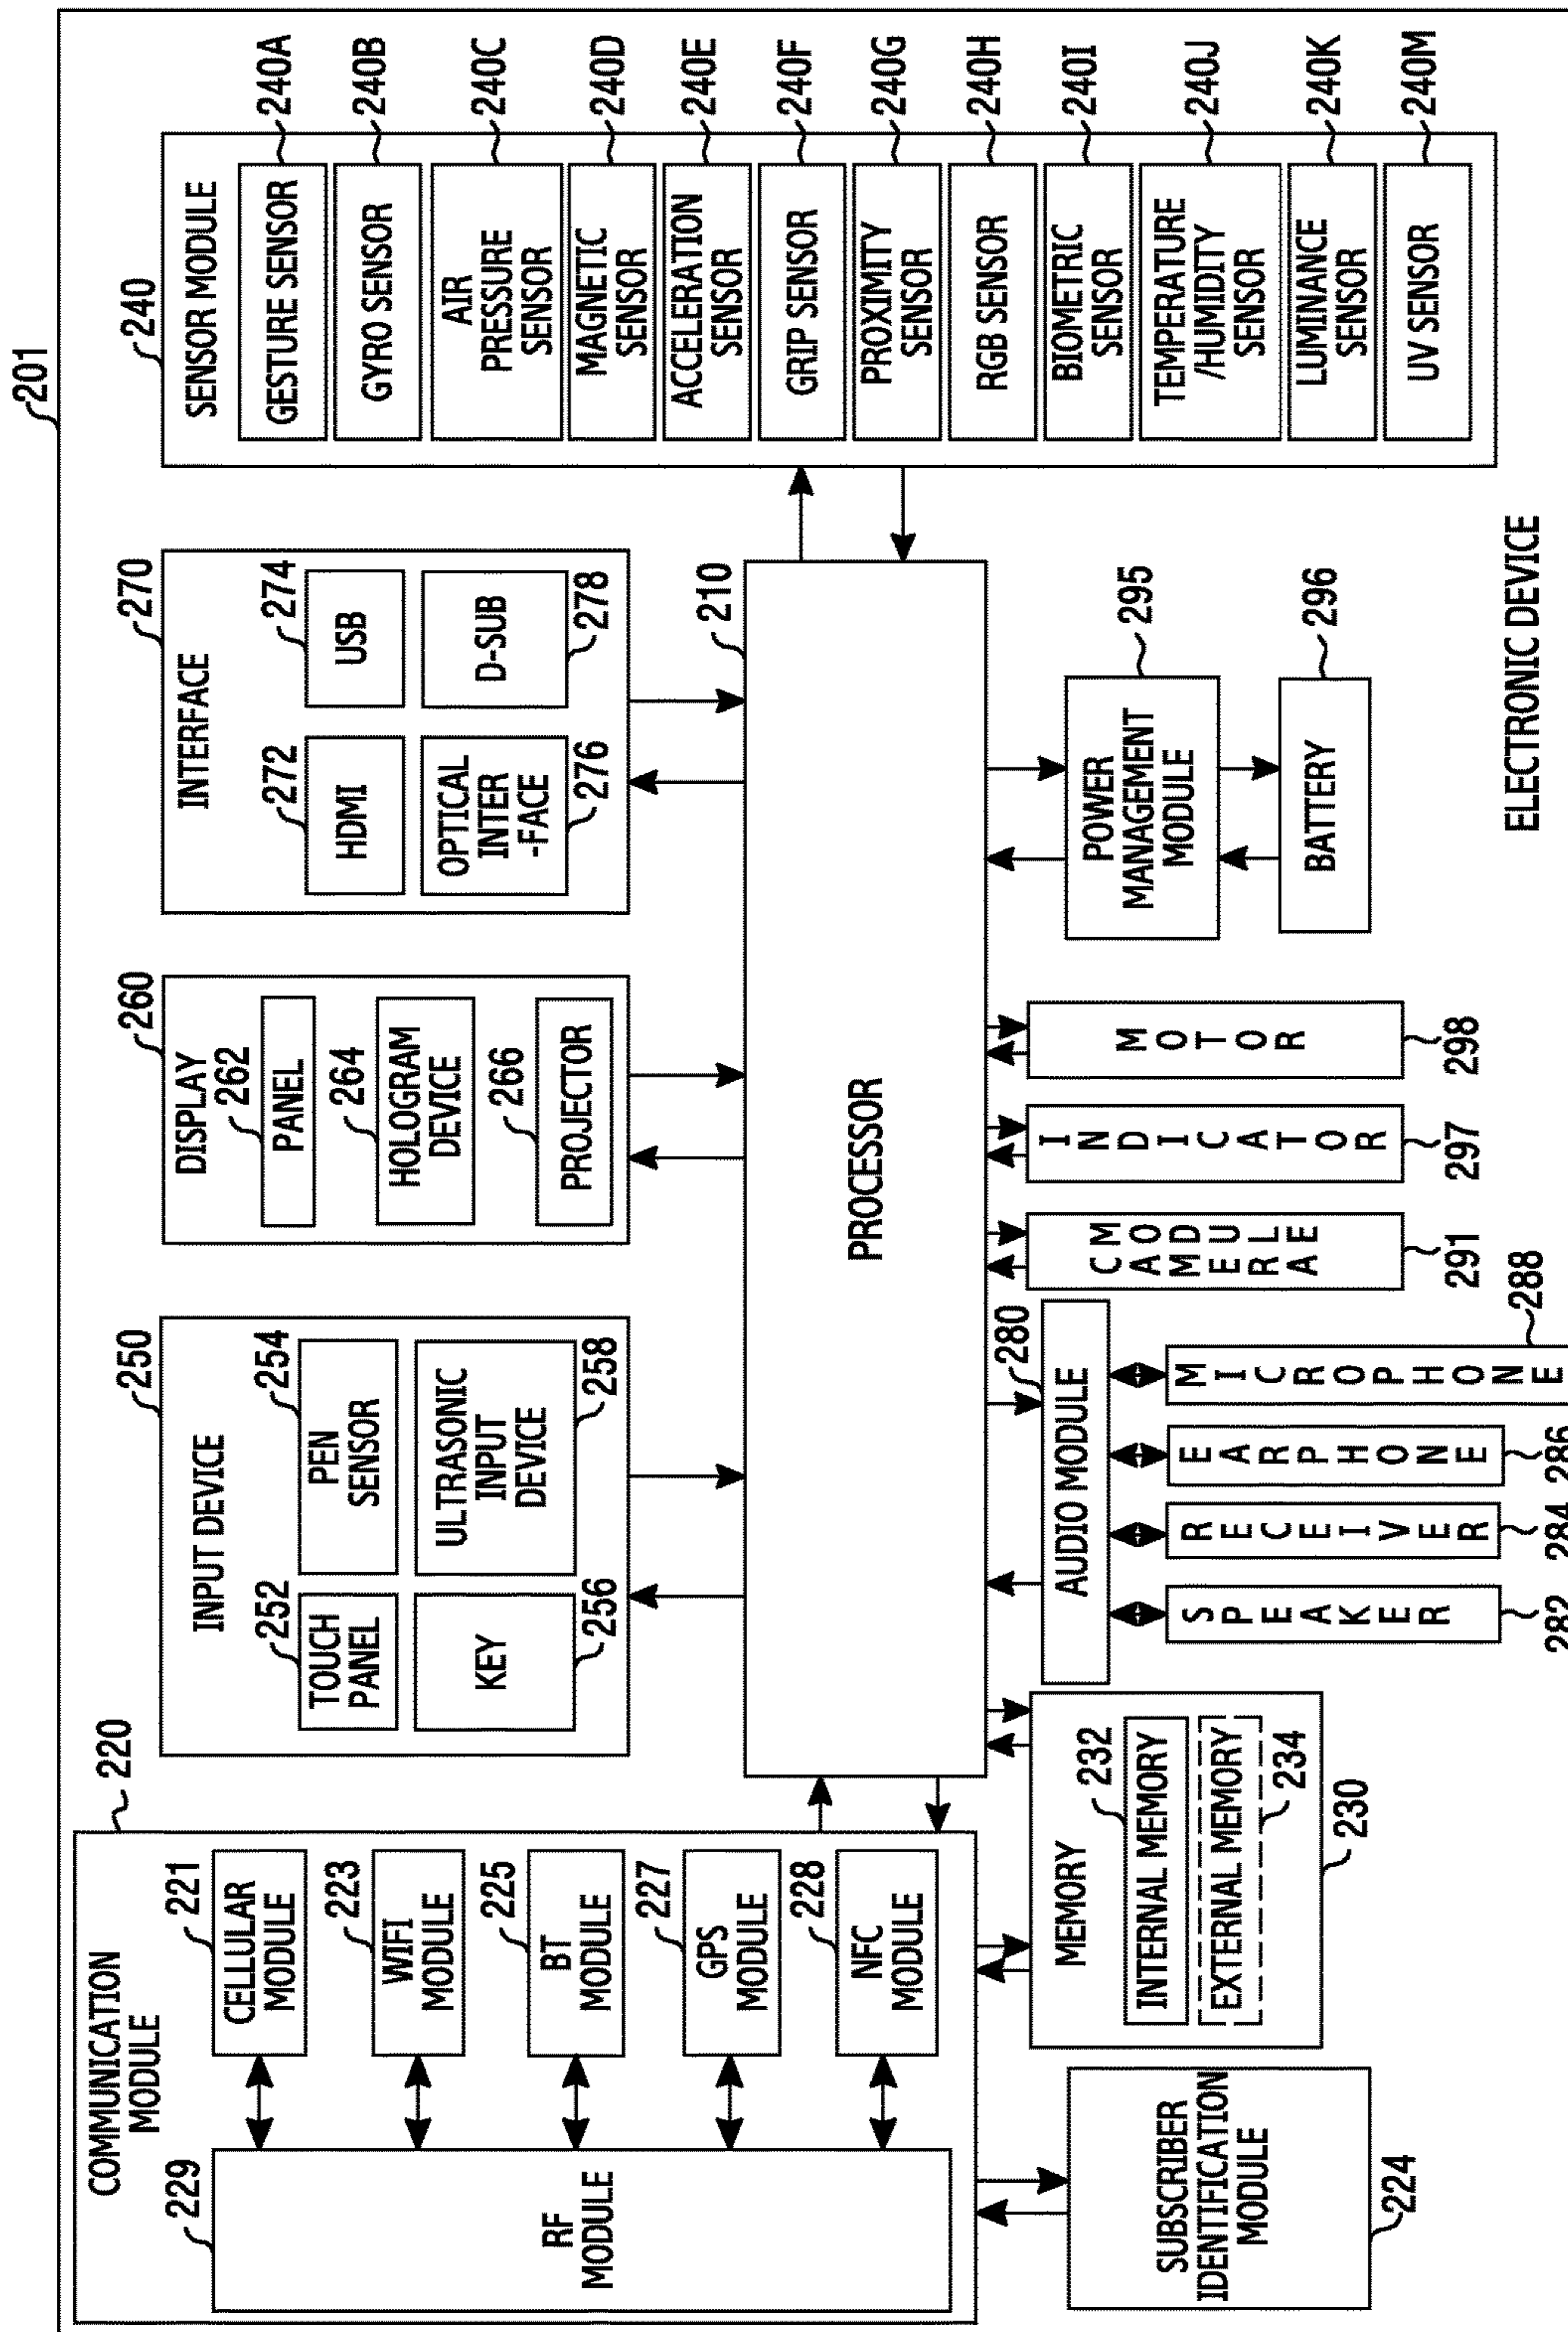 201
COMMUNICATION
MODULE
220
229
RF
MODULE
221
CELLULAR
MODULE
223
WIFI
MODULE
225
BT
MODULE
227
GPS
MODULE
228
NFC
MODULE
SUBSCRIBER
IDENTIFICATION
MODULE
224
250
INPUT DEVICE
252
TOUCH
PANEL
254
PEN
SENSOR
KEY
256
ULTRASONIC
INPUT
DEVICE
258
260
DISPLAY
262
PANEL
264
HOLOGRAM
DEVICE
266
PROJECTOR
270
INTERFACE
272
HDMI
274
USB
OPTICAL
INTER
-FACE
276
D-SUB
278
240
SENSOR MODULE
GESTURE SENSOR
240A
GYRO SENSOR
240B
AIR
PRESSURE
SENSOR
240C
MAGNETIC
SENSOR
240D
ACCELERATION
SENSOR
240E
GRIP SENSOR
240F
PROXIMITY
SENSOR
240G
RGB SENSOR
240H
BIOMETRIC
SENSOR
240I
TEMPERATURE
/HUMIDITY
SENSOR
240J
LUMINANCE
SENSOR
240K
UV SENSOR
240M
PROCESSOR
210
MEMORY
232
INTERNAL MEMORY
EXTERNAL MEMORY
234
230
280
AUDIO MODULE
SPEAKER
282
RECEIVER
284
EARPHONE
286
MICROPHONE
288
CAMERA
MODULE
291
INDICATOR
297
MOTOR
298
POWER
MANAGEMENT
MODULE
295
BATTERY
296
ELECTRONIC DEVICE